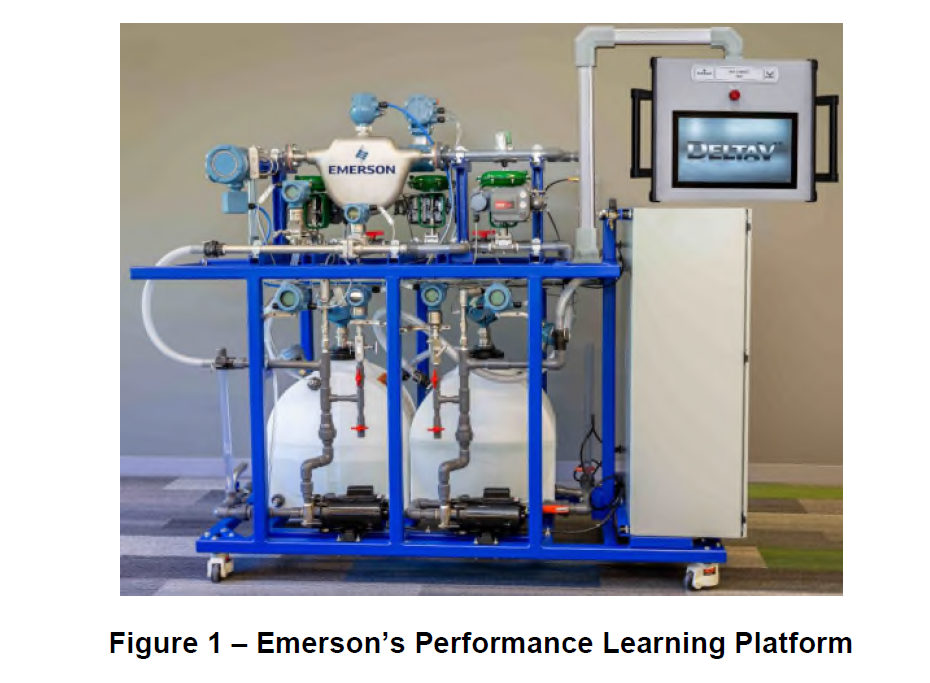 EMERSON
DELTAV
Figure 1 – Emerson's Performance Learning Platform